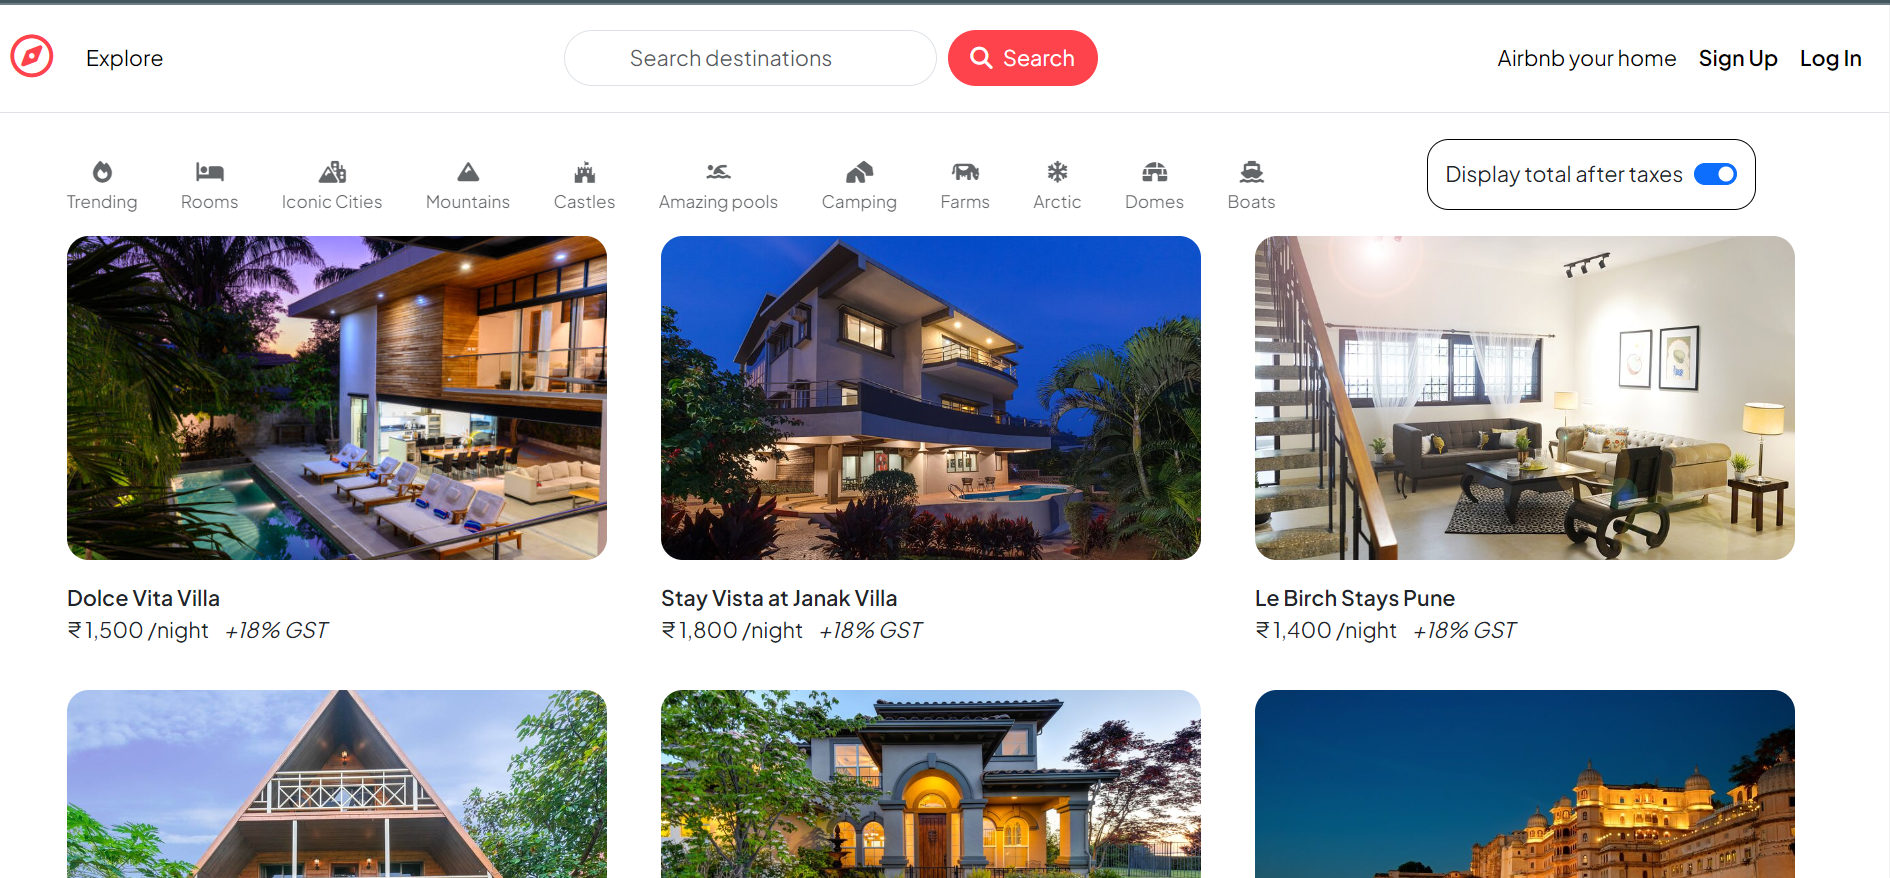 Explore
Search destinations
Search
Airbnb your home
Sign Up
Log In
Trending
Rooms
Iconic Cities
Mountains
Castles
Amazing pools
Camping
Farms
Arctic
Domes
Boats
Display total after taxes
Dolce Vita Villa
₹1,500 /night +18% GST
Stay Vista at Janak Villa
₹1,800 /night +18% GST
Le Birch Stays Pune
₹1,400 /night +18% GST